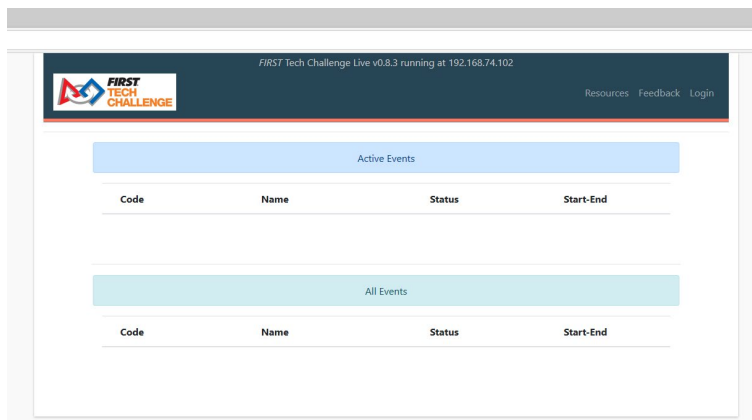 FIRST Tech Challenge Live v0.8.3 running at 192.168.74.102
FIRST
TECH
CHALLENGE
Resources Feedback Login
Active Events
Code Name Status Start-End
All Events
Code Name Status Start-End